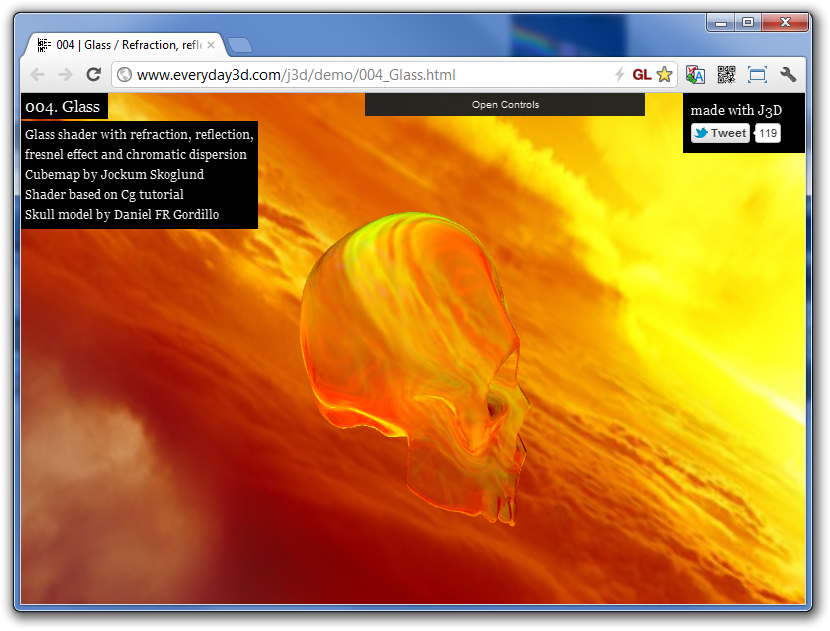 004 | Glass / Refraction, refle
www.everyday3d.com/j3d/demo/004_Glass.html
GL
004. Glass
Open Controls
made with J3D
Tweet
119
Glass shader with refraction, reflection,
fresnel effect and chromatic dispersion
Cubemap by Jockum Skoglund
Shader based on Cg tutorial
Skull model by Daniel FR Gordillo